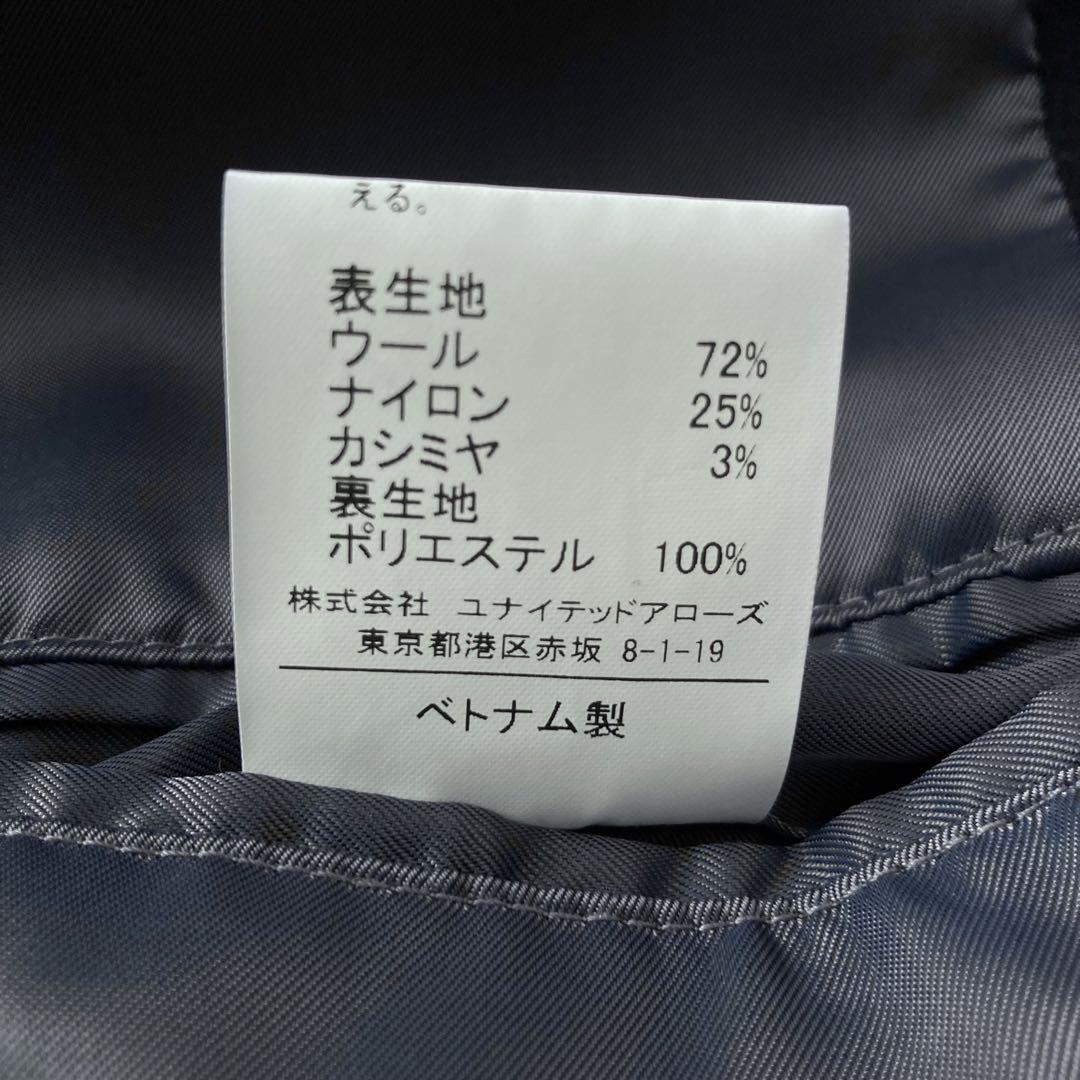 える。
表生地
ウール 72%
ナイロン 25%
カシミヤ 3%
裏生地
ポリエステル 100%
株式会社 ユナイテッドアローズ
東京都港区赤坂 8-1-19
ベトナム製